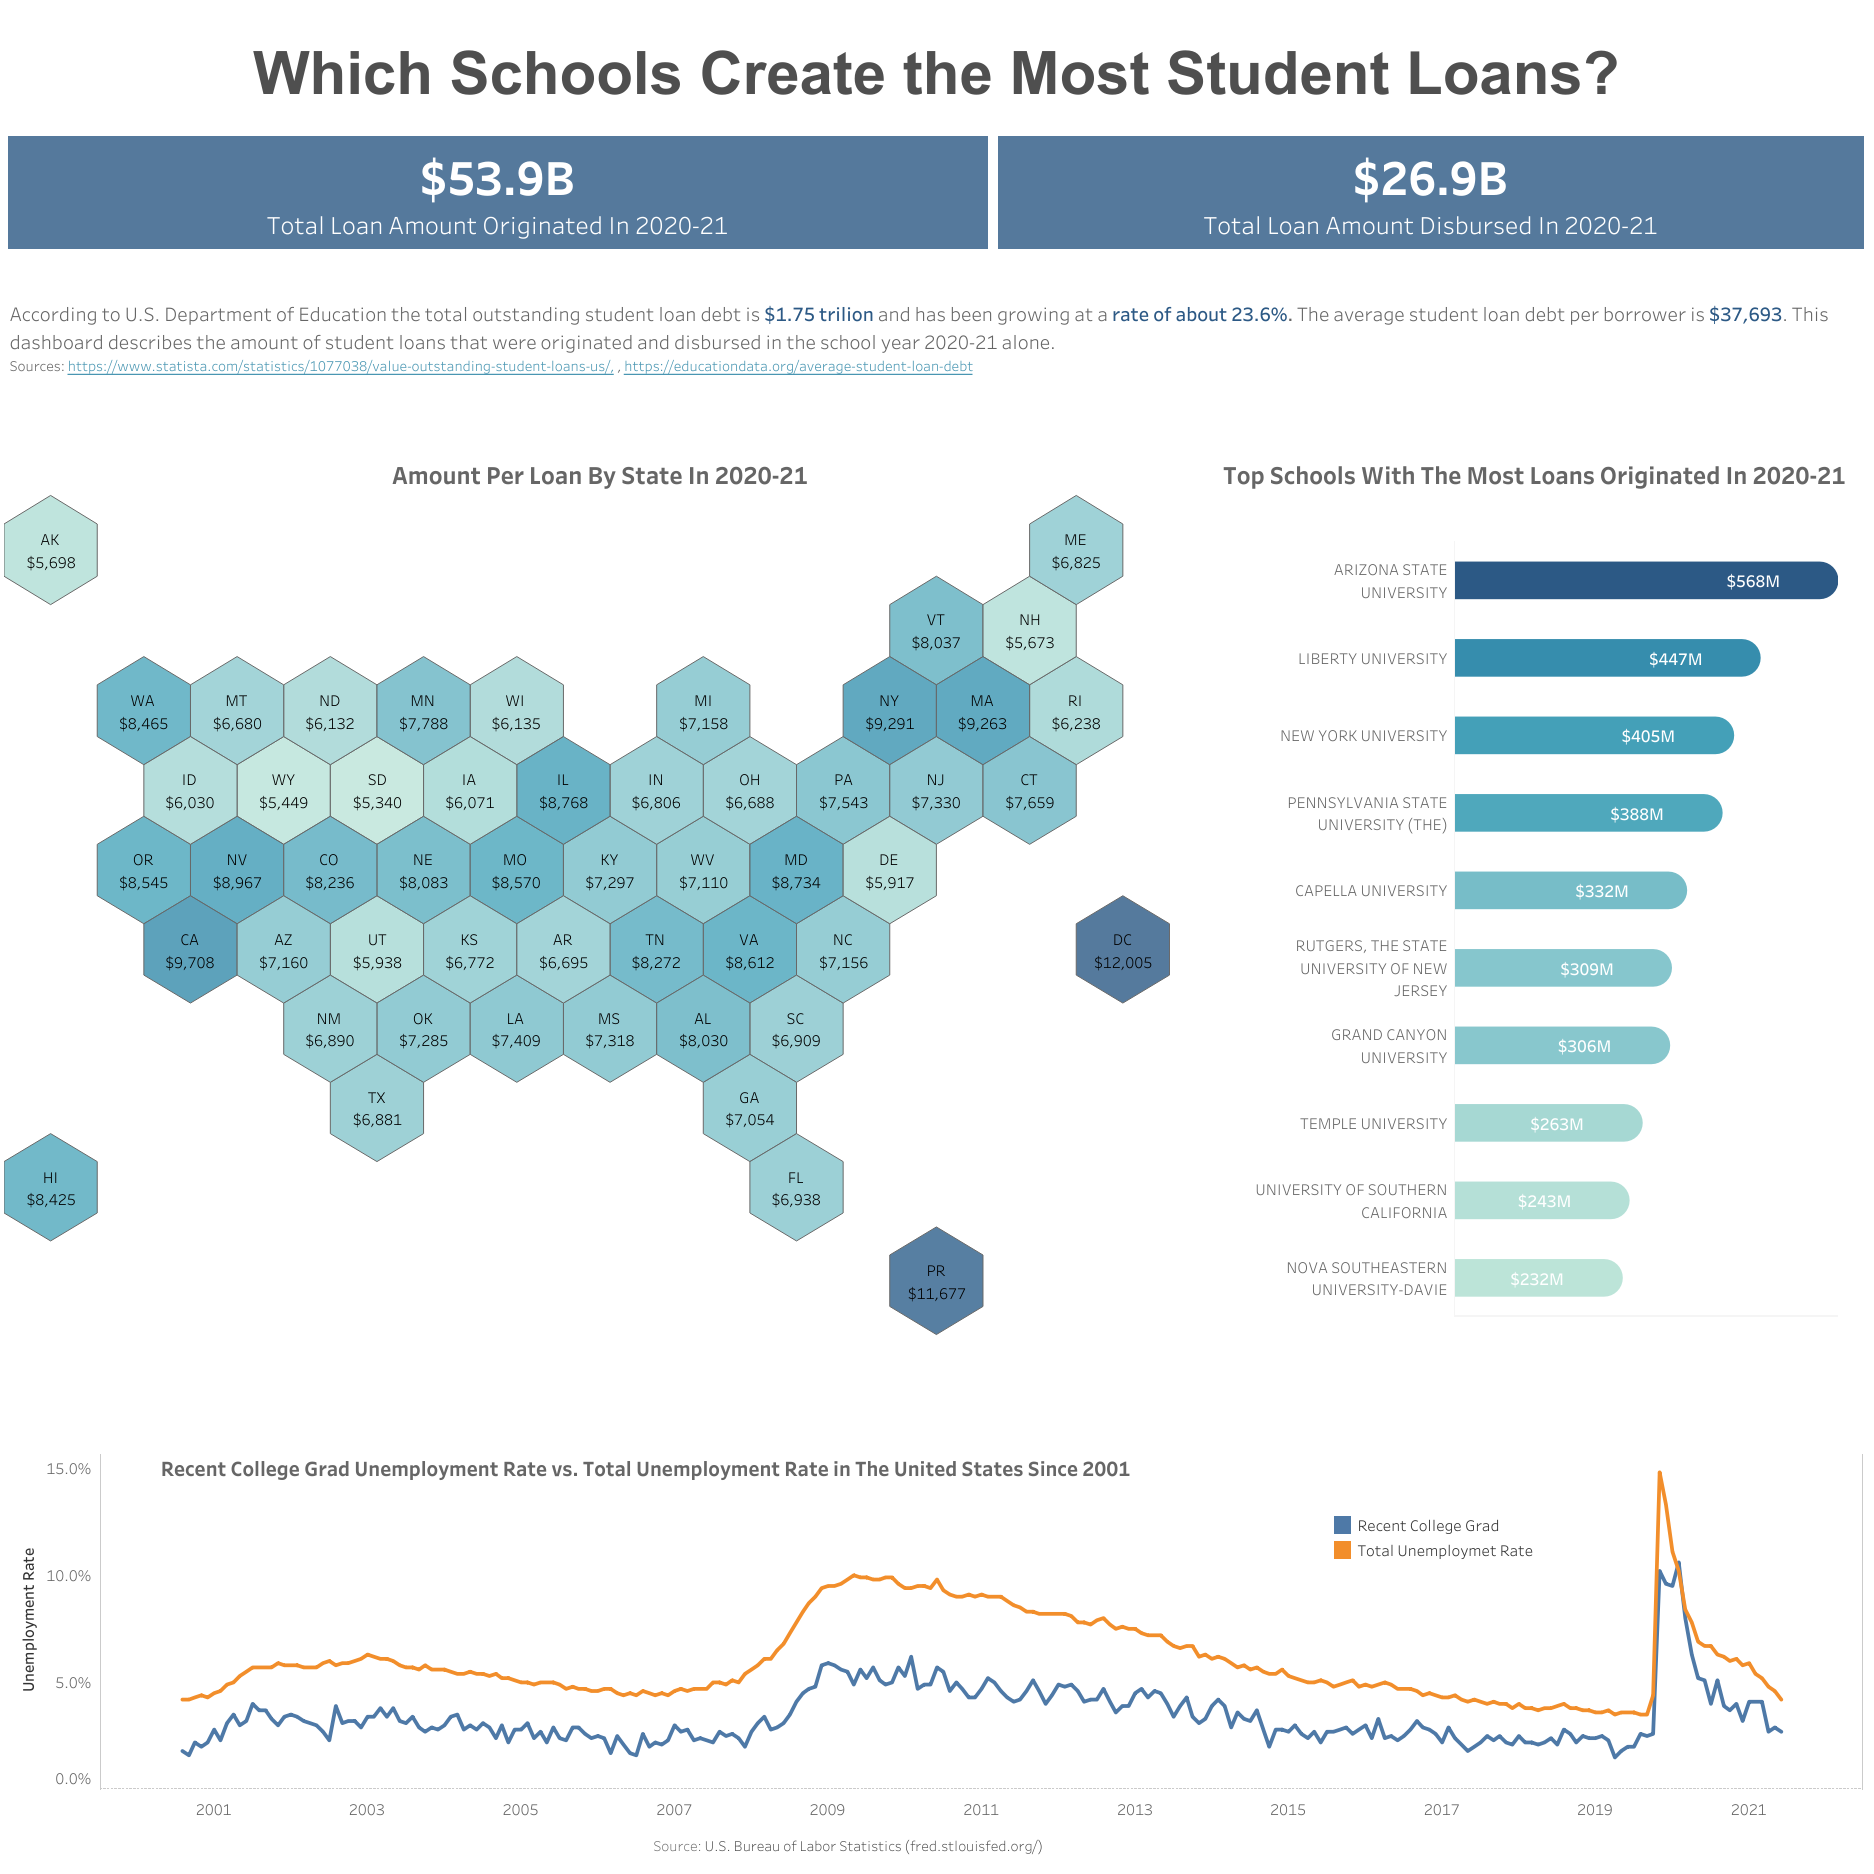 Which Schools Create the Most Student Loans?
$53.9B
Total Loan Amount Originated In 2020-21
$26.9B
Total Loan Amount Disbursed In 2020-21
According to U.S. Department of Education the total outstanding student loan debt is $1.75 trilion and has been growing at a rate of about 23.6%. The average student loan debt per borrower is $37,693. This
dashboard describes the amount of student loans that were originated and disbursed in the school year 2020-21 alone.
Sources: https://www.statista.com/statistics/1077038/value-outstanding-student-loans-us/, , https://educationdata.org/average-student-loan-debt
Amount Per Loan By State In 2020-21
AK
$5,698
ME
$6,825
VT
$8,037
NH
$5,673
WA
$8,465
MT
$6,680
ND
$6,132
MN
$7,788
WI
$6,135
MI
$7,158
NY
$9,291
MA
$9,263
RI
$6,238
ID
$6,030
WY
$5,449
SD
$5,340
IA
$6,071
IL
$8,768
IN
$6,806
OH
$6,688
PA
$7,543
NJ
$7,330
CT
$7,659
OR
$8,545
NV
$8,967
CO
$8,236
NE
$8,083
MO
$8,570
KY
$7,297
WV
$7,110
MD
$8,734
DE
$5,917
CA
$9,708
AZ
$7,160
UT
$5,938
KS
$6,772
AR
$6,695
TN
$8,272
VA
$8,612
NC
$7,156
DC
$12,005
NM
$6,890
OK
$7,285
LA
$7,409
MS
$7,318
AL
$8,030
SC
$6,909
TX
$6,881
GA
$7,054
HI
$8,425
FL
$6,938
PR
$11,677
Top Schools With The Most Loans Originated In 2020-21
ARIZONA STATE
UNIVERSITY
$568M
LIBERTY UNIVERSITY
$447M
NEW YORK UNIVERSITY
$405M
PENNSYLVANIA STATE
UNIVERSITY (THE)
$388M
CAPELLA UNIVERSITY
$332M
RUTGERS, THE STATE
UNIVERSITY OF NEW
JERSEY
$309M
GRAND CANYON
UNIVERSITY
$306M
TEMPLE UNIVERSITY
$263M
UNIVERSITY OF SOUTHERN
CALIFORNIA
$243M
NOVA SOUTHEASTERN
UNIVERSITY-DAVIE
$232M
Recent College Grad Unemployment Rate vs. Total Unemployment Rate in The United States Since 2001
Recent College Grad
Total Unemploymet Rate
Unemployment Rate
15.0%
10.0%
5.0%
0.0%
2001
2003
2005
2007
2009
2011
2013
2015
2017
2019
2021
Source: U.S. Bureau of Labor Statistics (fred.stlouisfed.org/)